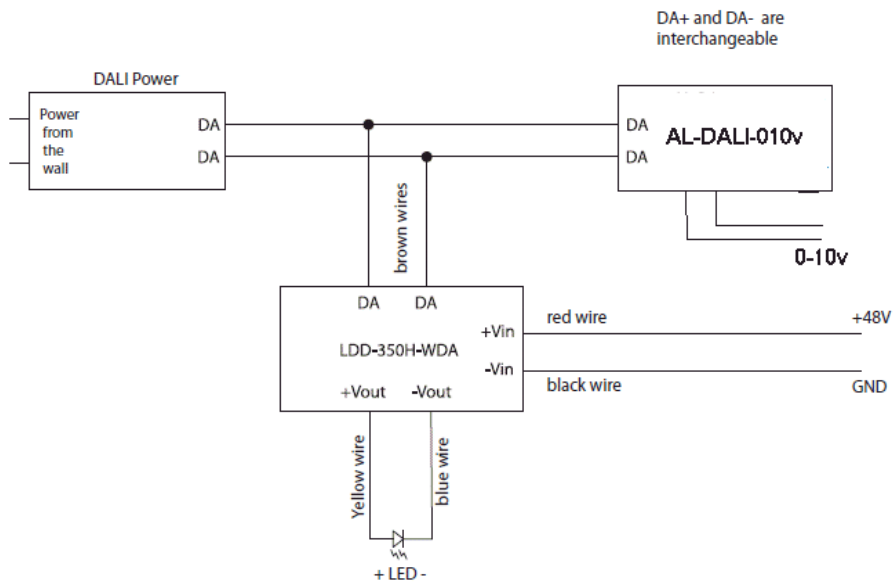 DA+ and DA- are
intercheagable
DALI Power
Power
from
the
wall
DA
DA
DA
DA
AL-DALI-010v
0-10v
brown wires
DA
DA
+Vin
-Vin
LDD-350H-WDA
+Vout
-Vout
red wire
+48V
black wire
GND
Yellow wire
blue wire
+ LED -